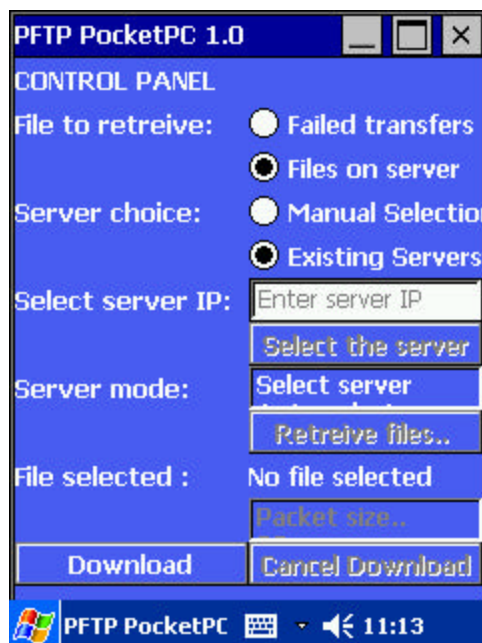 PFTP PocketPC 1.0
CONTROL PANEL
File to retreive: Failed transfers
Files on server
Server choice: Manual Selectio
Existing Servers
Select server IP: Enter server IP
Select the server
Server mode: Select server
Retreive files..
File selected : No file selected
Packet size..
Download Cancel Download
PFTP PocketPC 11:13